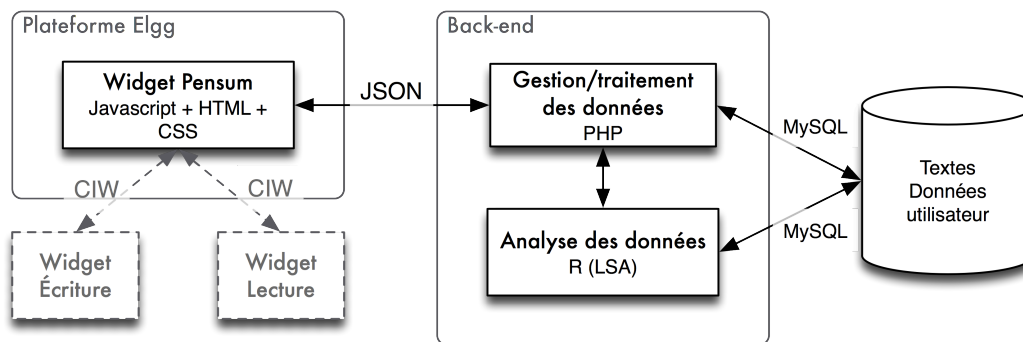 Plateforme Elgg
Widget Pensum
Javascript + HTML +
CSS
CIW
CIW
Widget
Écriture
Widget
Lecture
JSON
Back-end
Gestion/traitement
des données
PHP
Analyse des données
R (LSA)
MySQL
MySQL
Textes
Données
utilisateur